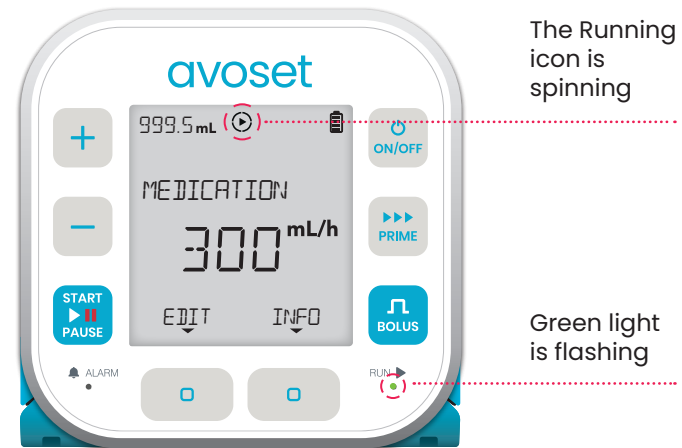 The Running
icon is
spinning
avoset
999.5 mL
ON/OFF
MEDICATION
300 mL/h
PRIME
START
PAUSE
EDIT
INFO
BOLUS
Green light
is flashing
ALARM
RUN